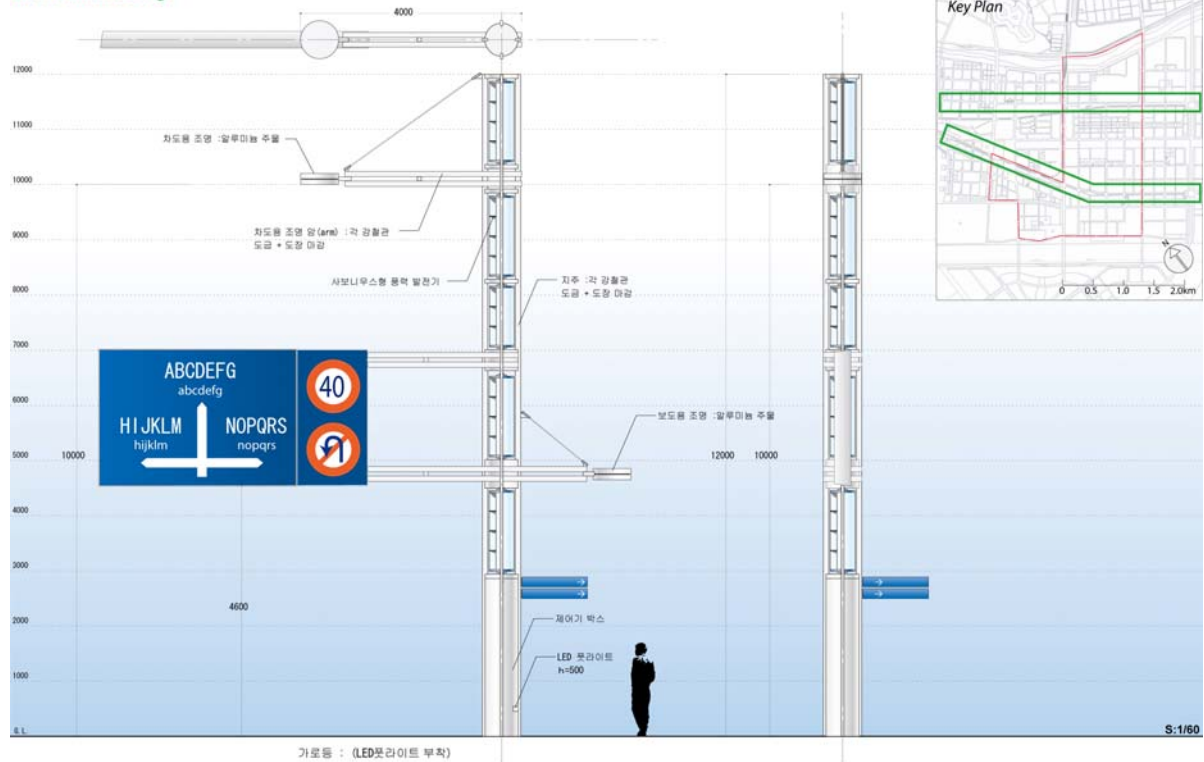 Key Plan
N
0 0.5 1.0 1.5 2.0km
4000
12000
11000
10000
9000
8000
7000
6000
5000
4000
3000
2000
1000
G.L.
차도용 조명 :알루미늄 주물
차도용 조명 암(arm) :각 강철관
도금 + 도장 마감
사보니우스형 풍력 발전기
지주 :각 강철관
도금 + 도장 마감
ABCDEFG
abcdefg
HIJKLM
hijklm
NOPQRS
nopqrs
40
보도용 조명 :알루미늄 주물
10000
12000 10000
4600
제어기 박스
LED 풋라이트
h=500
S:1/60
가로등 : (LED풋라이트 부착)